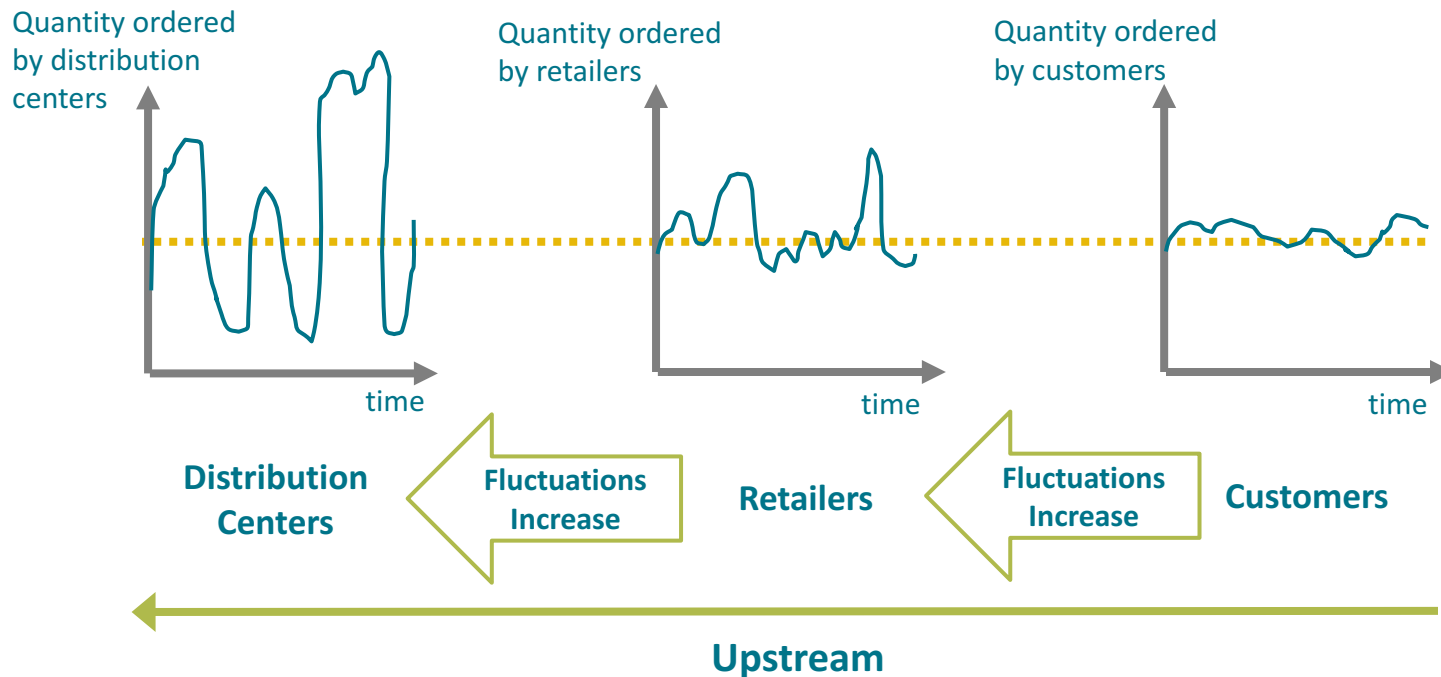 Quantity ordered
by distribution
centers
Quantity ordered
by retailers
Quantity ordered
by customers
time
time
time
Distribution
Centers
Fluctuations
Increase
Retailers
Fluctuations
Increase
Customers
Upstream